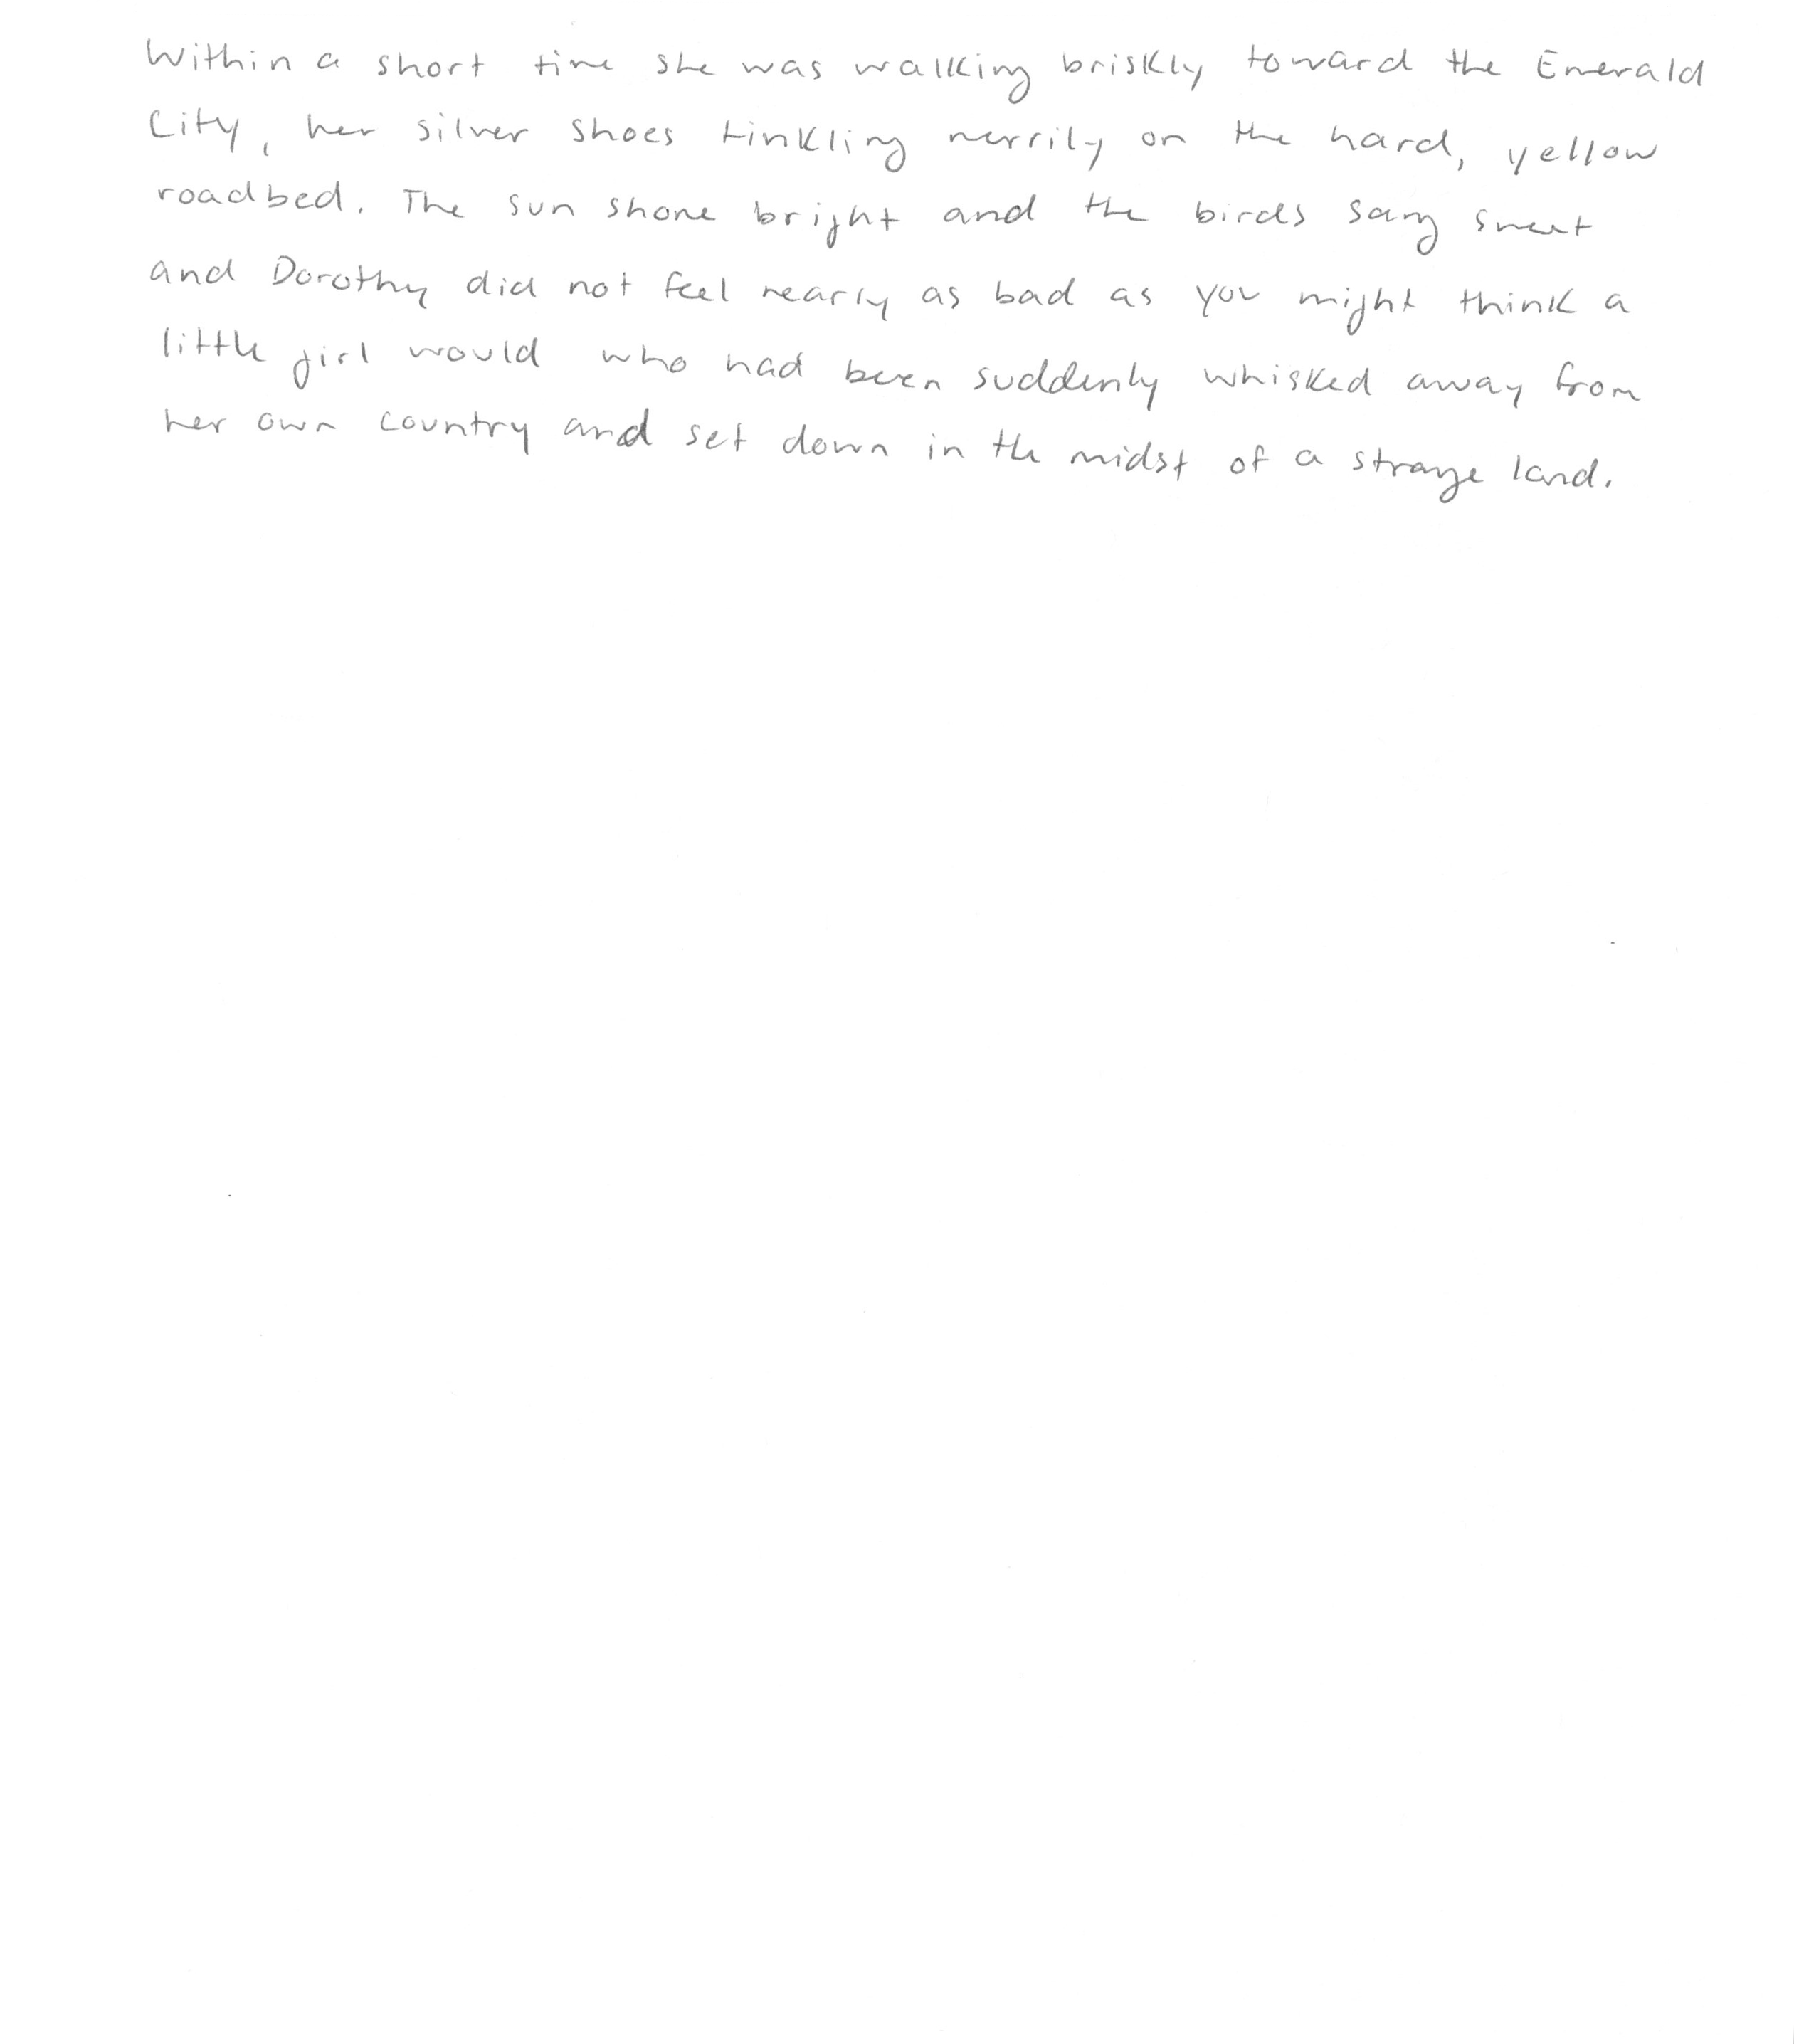 Within a short time she was walking briskly toward the Emerald
City, her silver shoes tinkling merrily on the hard, yellow
roadbed. The sun shone bright and the birds sang sweet
and Dorothy did not feel nearly as bad as you might think a
little girl would who had been suddenly whisked away from
her own country and set down in the midst of a strange land.